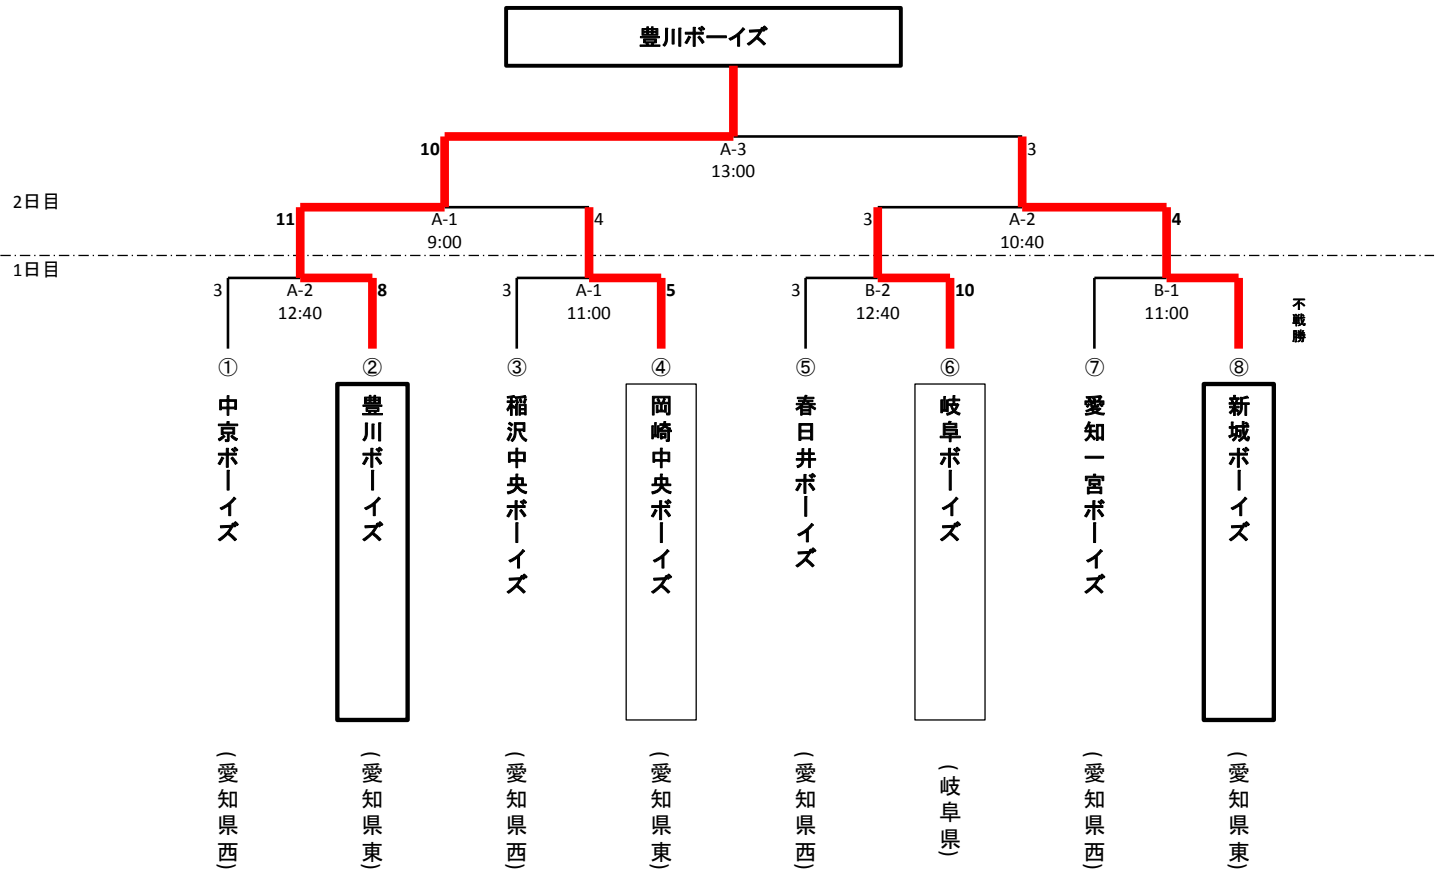 豊川ボーイズ
10
A-3
3
13:00
2日目
11
A-1
4
3
A-2
4
9:00
10:40
1日目
3
A-2
8
3
A-1
5
3
B-2
10
B-1
12:40
11:00
12:40
11:00
不戦勝
①
②
③
④
⑤
⑥
⑦
⑧
中京ボーイズ
豊川ボーイズ
稲沢中央ボーイズ
岡崎中央ボーイズ
春日井ボーイズ
岐阜ボーイズ
愛知一宮ボーイズ
新城ボーイズ
(愛知県西)
(愛知県東)
(愛知県西)
(愛知県東)
(愛知県西)
(岐阜県)
(愛知県西)
(愛知県東)